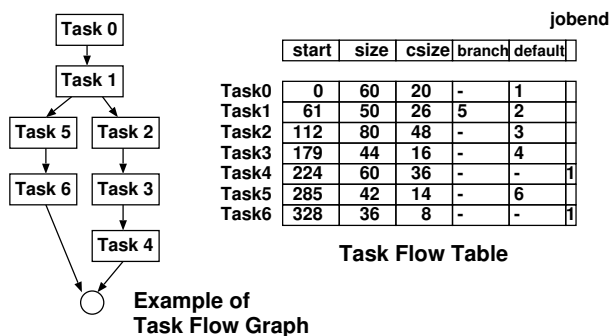 jobend
start size csize branch default
Task0 0 60 20 - 1
Task1 61 50 26 5 2
Task2 112 80 48 - 3
Task3 179 44 16 - 4
Task4 224 60 36 - - 1
Task5 285 42 14 - 6
Task6 328 36 8 - - 1
Task Flow Table
Task 0
Task 1
Task 5 Task 2
Task 6 Task 3
Task 4
Example of
Task Flow Graph